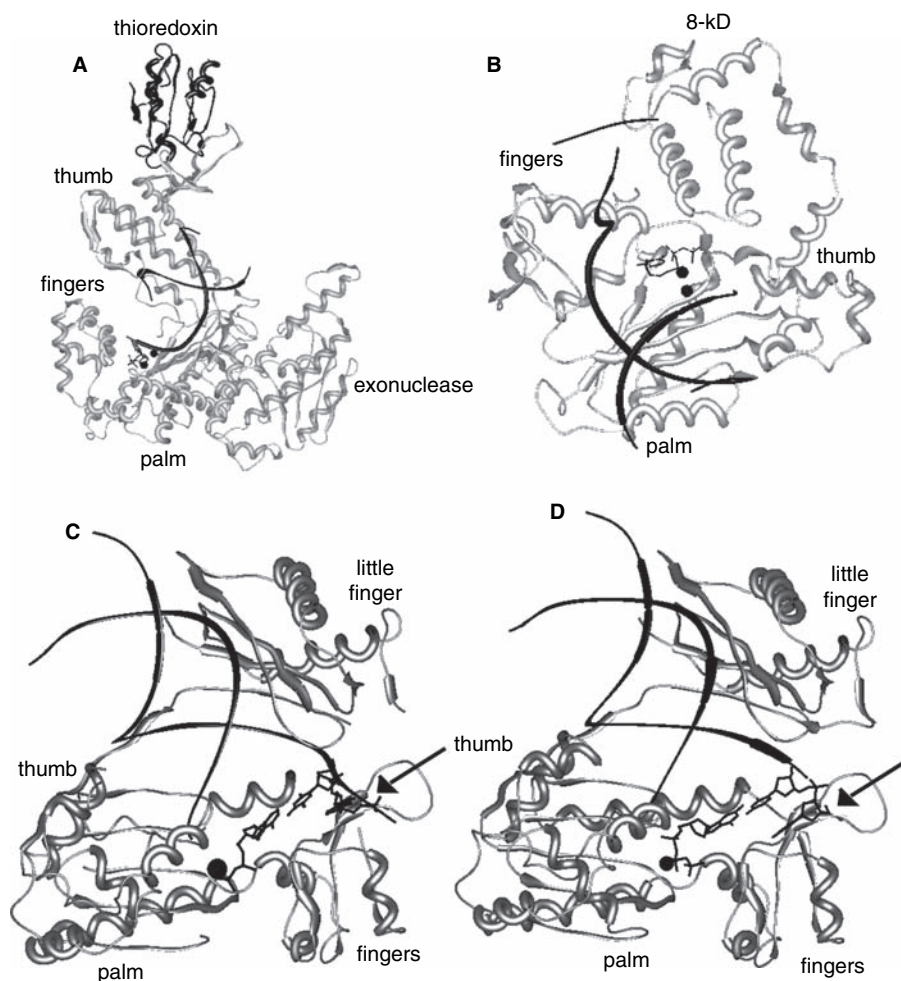 thioredoxin
A
thumb
fingers
exonuclease
palm
8-kD
B
fingers
thumb
palm
C
little
finger
thumb
palm
fingers
D
little
finger
thumb
palm
fingers